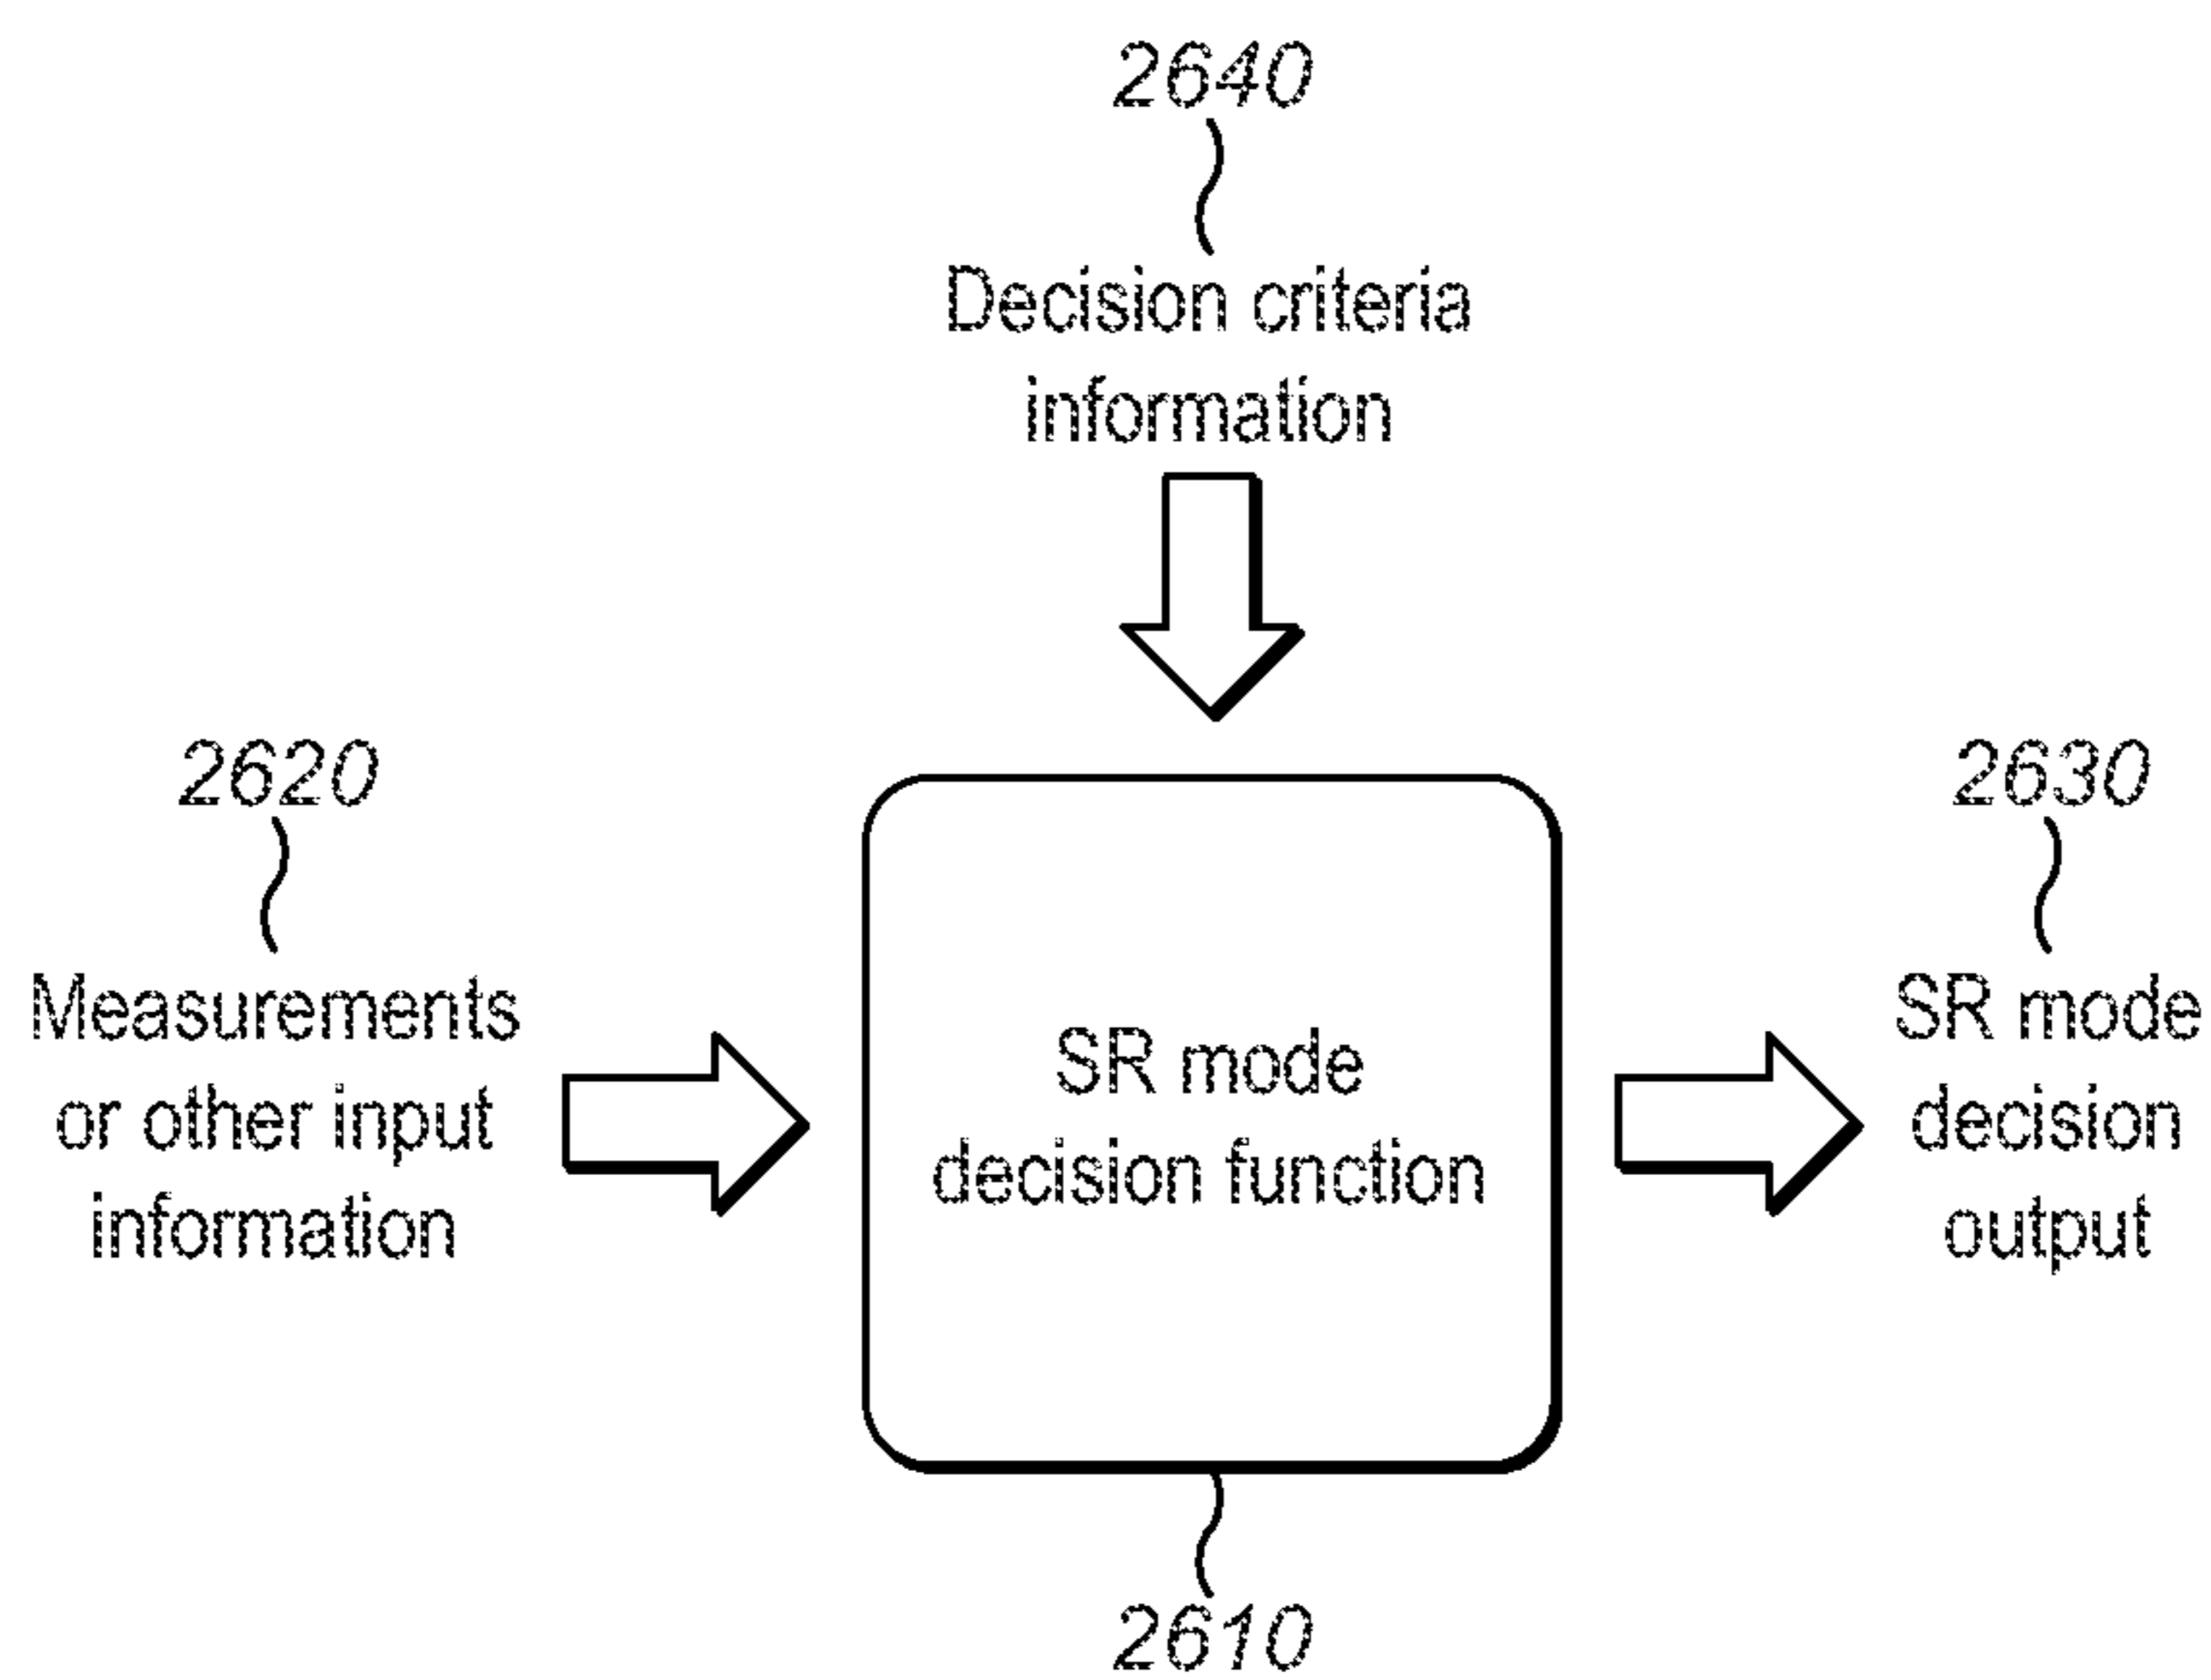 2640
Decision criteria
information
2620
Measurements
or other input
information
SR mode
decision function
2630
SR mode
decision
output
2610